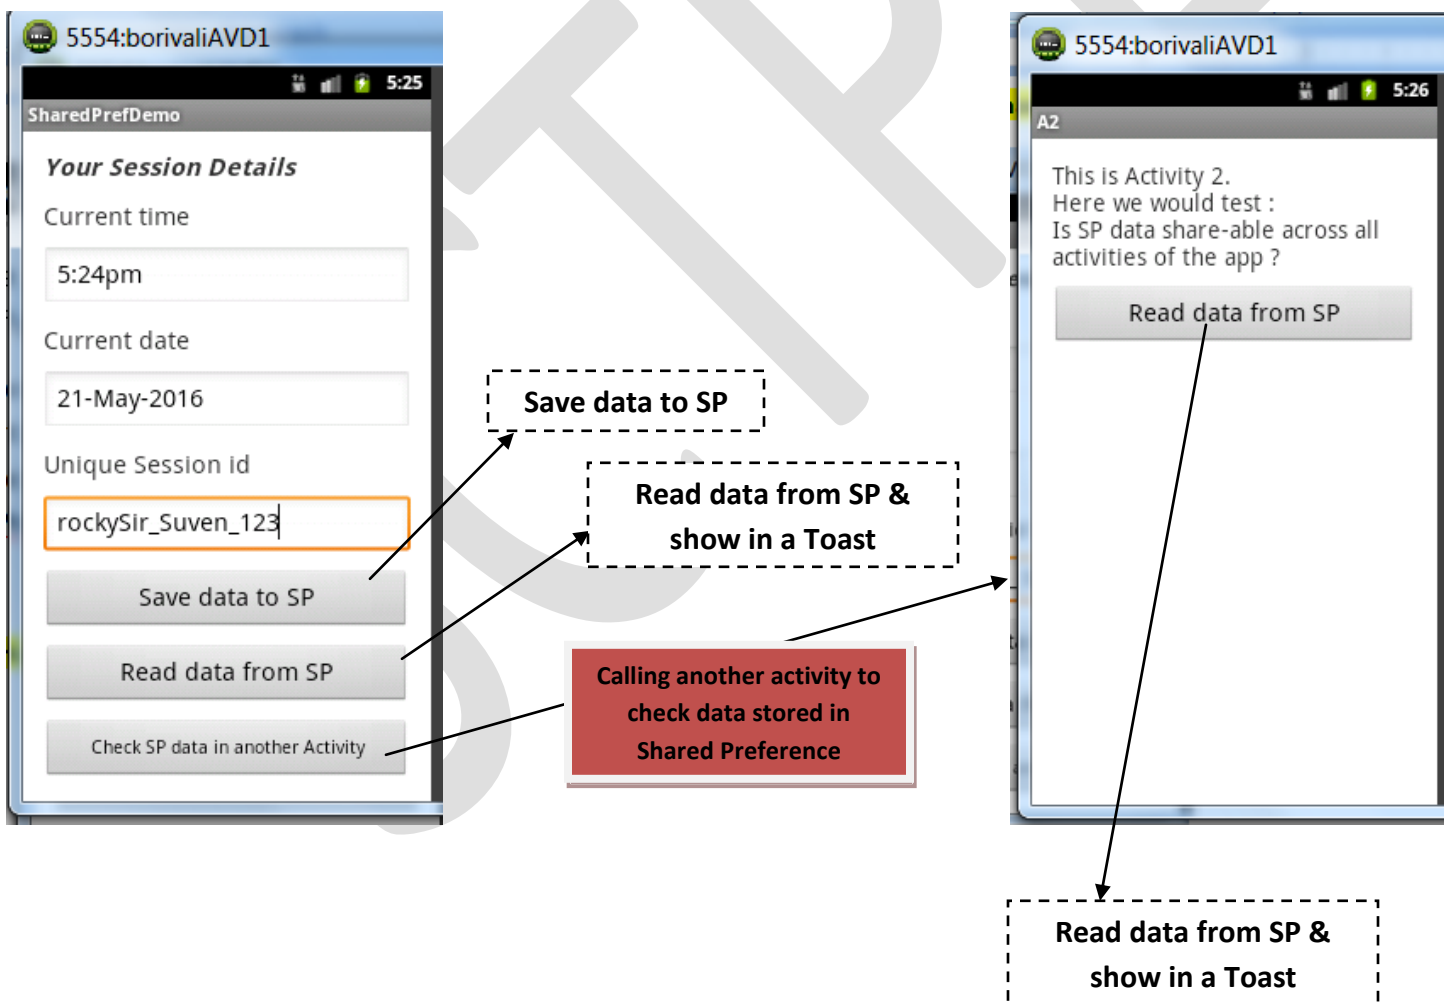 5554:borivaliAVD1
5:25
SharedPrefDemo
Your Session Details
Current time
5:24pm
Current date
21-May-2016
Unique Session id
rockySir_Suven_123
Save data to SP
Read data from SP
Check SP data in another Activity
Save data to SP
Read data from SP &
show in a Toast
Calling another activity to
check data stored in
Shared Preference
5554:borivaliAVD1
5:26
A2
This is Activity 2.
Here we would test :
Is SP data share-able across all
activities of the app ?
Read data from SP
Read data from SP &
show in a Toast